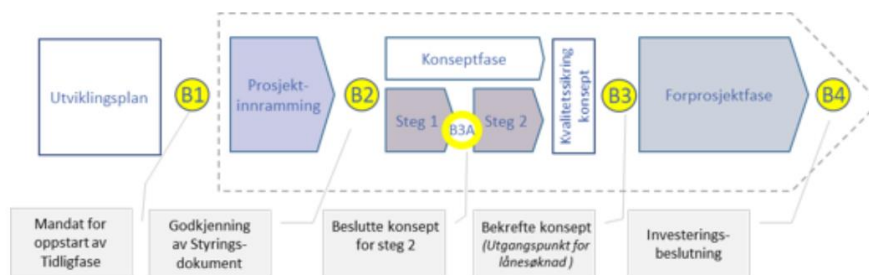 Utviklingsplan
B1
Prosjekt-
innramming
B2
Konseptfase
Steg 1
B3A
Steg 2
Kvalitetssikring
konsept
B3
Forprosjektfase
B4
Mandat for
oppstart av
Tidligfase
Godkjenning
av Styrings-
dokument
Beslutte konsept
for steg 2
Bekrefte konsept
(Utgangspunkt for
lånesøknad )
Investerings-
beslutning